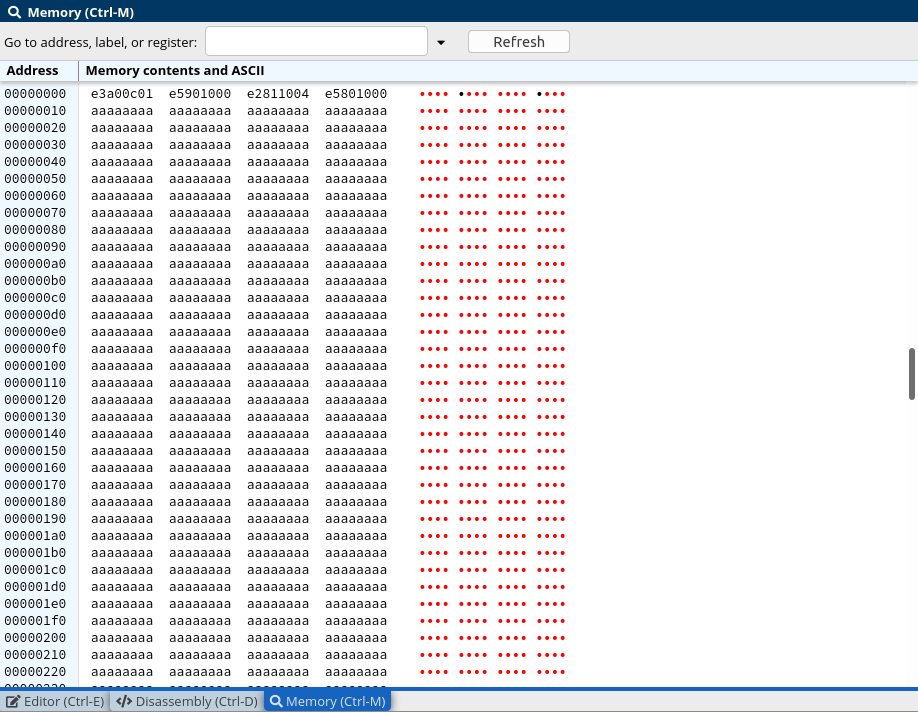 Memory (Ctrl-M)
Go to address, label, or register: Refresh
Address Memory contents and ASCII
00000000 e3a00c01 e5901000 e2811004 e5801000
00000010 aaaaaaaa aaaaaaaa aaaaaaaa aaaaaaaa
00000020 aaaaaaaa aaaaaaaa aaaaaaaa aaaaaaaa
00000030 aaaaaaaa aaaaaaaa aaaaaaaa aaaaaaaa
00000040 aaaaaaaa aaaaaaaa aaaaaaaa aaaaaaaa
00000050 aaaaaaaa aaaaaaaa aaaaaaaa aaaaaaaa
00000060 aaaaaaaa aaaaaaaa aaaaaaaa aaaaaaaa
00000070 aaaaaaaa aaaaaaaa aaaaaaaa aaaaaaaa
00000080 aaaaaaaa aaaaaaaa aaaaaaaa aaaaaaaa
00000090 aaaaaaaa aaaaaaaa aaaaaaaa aaaaaaaa
000000a0 aaaaaaaa aaaaaaaa aaaaaaaa aaaaaaaa
000000b0 aaaaaaaa aaaaaaaa aaaaaaaa aaaaaaaa
000000c0 aaaaaaaa aaaaaaaa aaaaaaaa aaaaaaaa
000000d0 aaaaaaaa aaaaaaaa aaaaaaaa aaaaaaaa
000000e0 aaaaaaaa aaaaaaaa aaaaaaaa aaaaaaaa
000000f0 aaaaaaaa aaaaaaaa aaaaaaaa aaaaaaaa
00000100 aaaaaaaa aaaaaaaa aaaaaaaa aaaaaaaa
00000110 aaaaaaaa aaaaaaaa aaaaaaaa aaaaaaaa
00000120 aaaaaaaa aaaaaaaa aaaaaaaa aaaaaaaa
00000130 aaaaaaaa aaaaaaaa aaaaaaaa aaaaaaaa
00000140 aaaaaaaa aaaaaaaa aaaaaaaa aaaaaaaa
00000150 aaaaaaaa aaaaaaaa aaaaaaaa aaaaaaaa
00000160 aaaaaaaa aaaaaaaa aaaaaaaa aaaaaaaa
00000170 aaaaaaaa aaaaaaaa aaaaaaaa aaaaaaaa
00000180 aaaaaaaa aaaaaaaa aaaaaaaa aaaaaaaa
00000190 aaaaaaaa aaaaaaaa aaaaaaaa aaaaaaaa
000001a0 aaaaaaaa aaaaaaaa aaaaaaaa aaaaaaaa
000001b0 aaaaaaaa aaaaaaaa aaaaaaaa aaaaaaaa
000001c0 aaaaaaaa aaaaaaaa aaaaaaaa aaaaaaaa
000001d0 aaaaaaaa aaaaaaaa aaaaaaaa aaaaaaaa
000001e0 aaaaaaaa aaaaaaaa aaaaaaaa aaaaaaaa
000001f0 aaaaaaaa aaaaaaaa aaaaaaaa aaaaaaaa
00000200 aaaaaaaa aaaaaaaa aaaaaaaa aaaaaaaa
00000210 aaaaaaaa aaaaaaaa aaaaaaaa aaaaaaaa
00000220 aaaaaaaa aaaaaaaa aaaaaaaa aaaaaaaa
Editor (Ctrl-E) Disassembly (Ctrl-D) Memory (Ctrl-M)